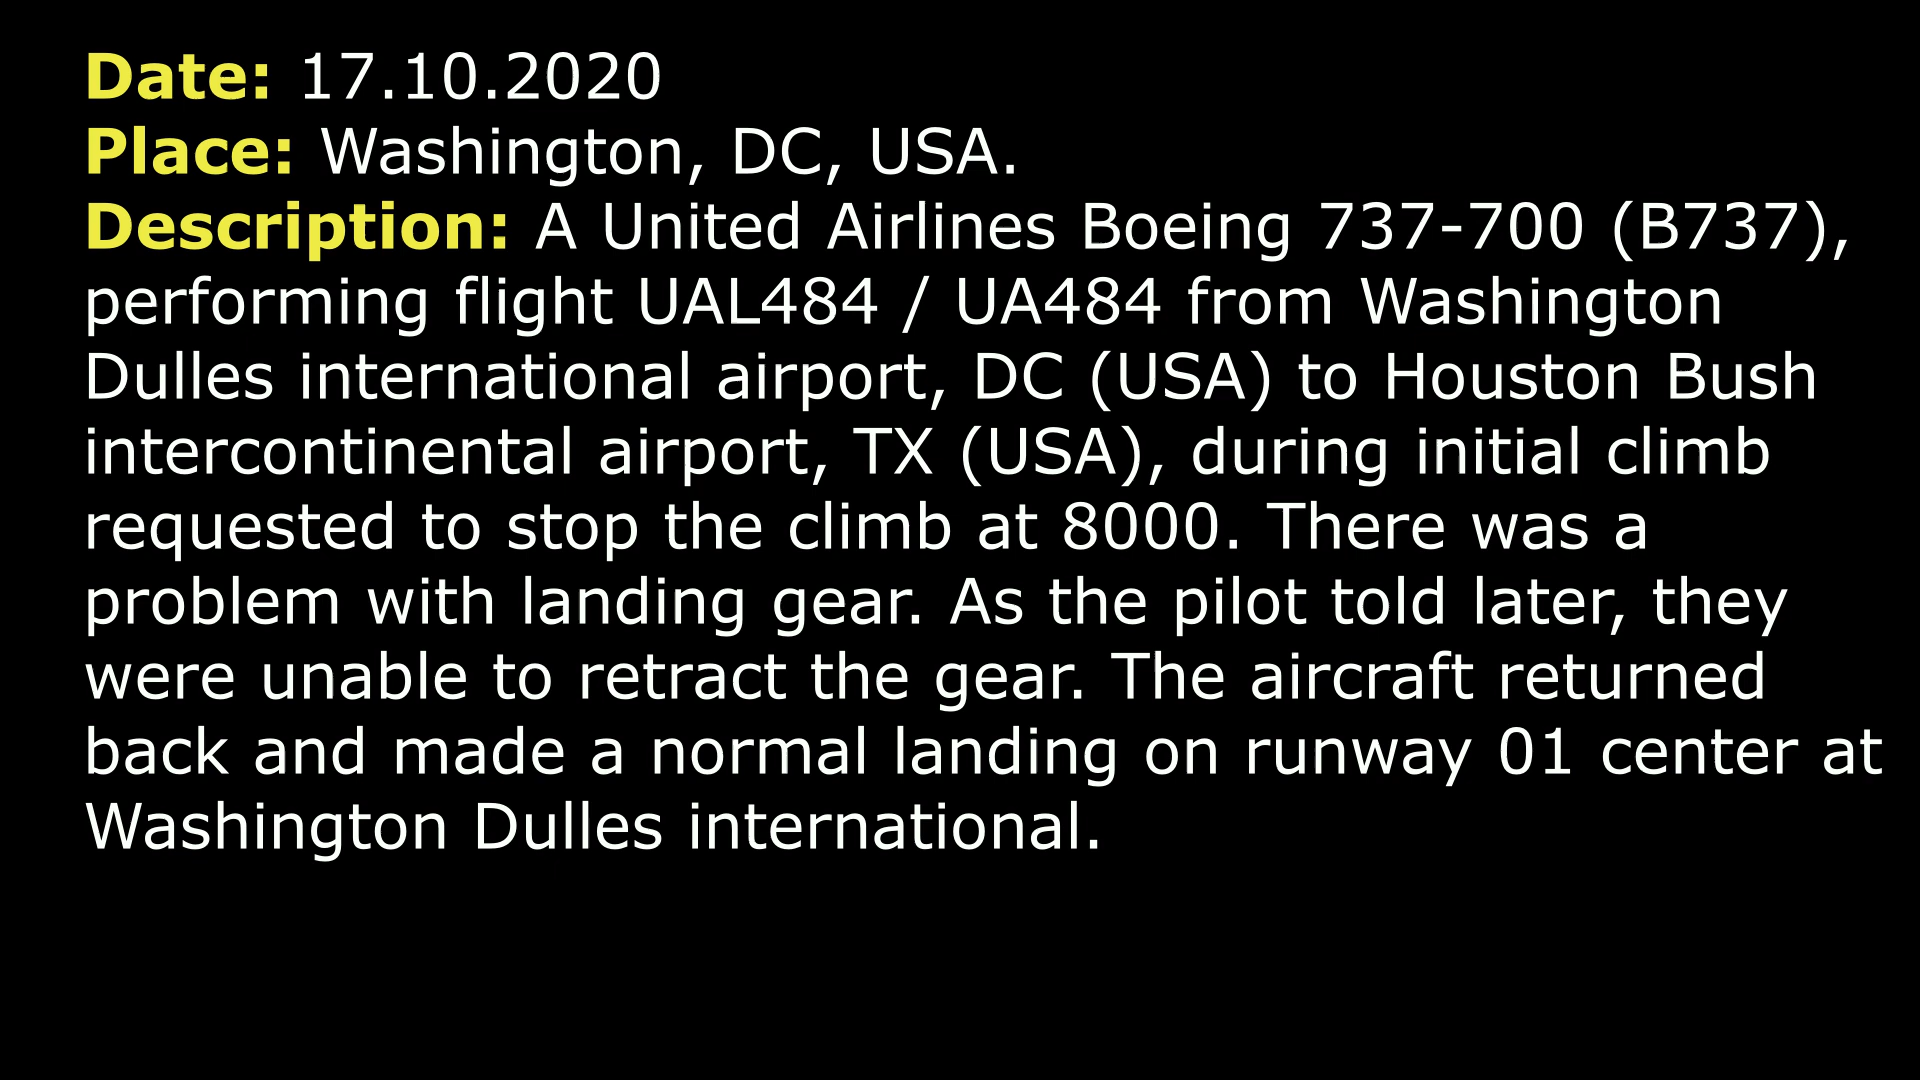 Date: 17.10.2020
Place: Washington, DC, USA.
Description: A United Airlines Boeing 737-700 (B737),
performing flight UAL484 / UA484 from Washington
Dulles international airport, DC (USA) to Houston Bush
intercontinental airport, TX (USA), during initial climb
requested to stop the climb at 8000. There was a
problem with landing gear. As the pilot told later, they
were unable to retract the gear. The aircraft returned
back and made a normal landing on runway 01 center at
Washington Dulles international.